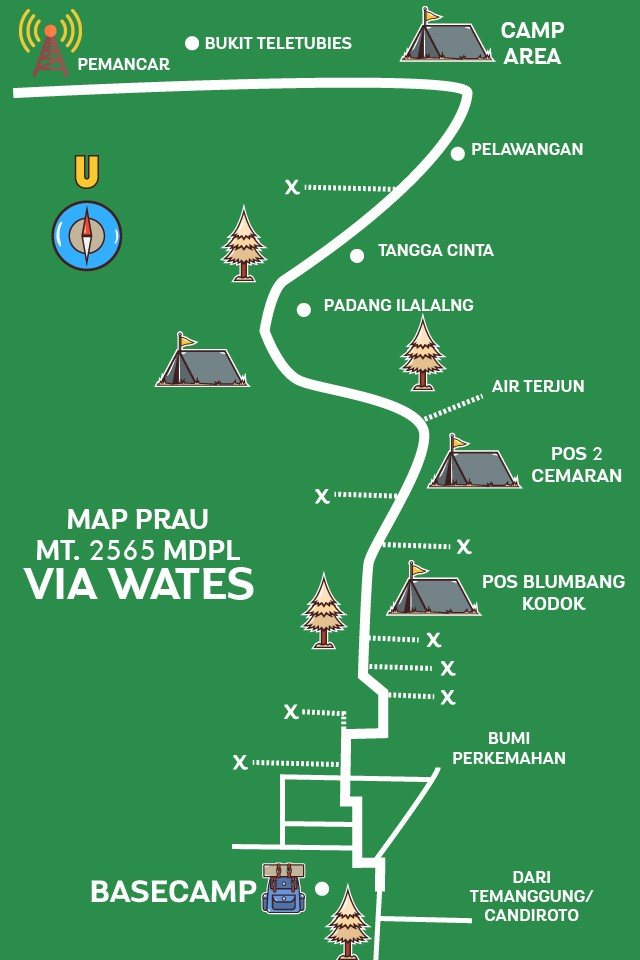 CAMP
AREA
BUKIT TELETUBIES
PEMANCAR
PELAWANGAN
U
X
TANGGA CINTA
PADANG ILALALNG
AIR TERJUN
POS 2
CEMARAN
X
MAP PRAU
MT. 2565 MDPL
VIA WATES
X
POS BLUMBANG
KODOK
X
X
X
X
BUMI
PERKEMAHAN
X
BASECAMP
DARI
TEMANGGUNG/
CANDIROTO